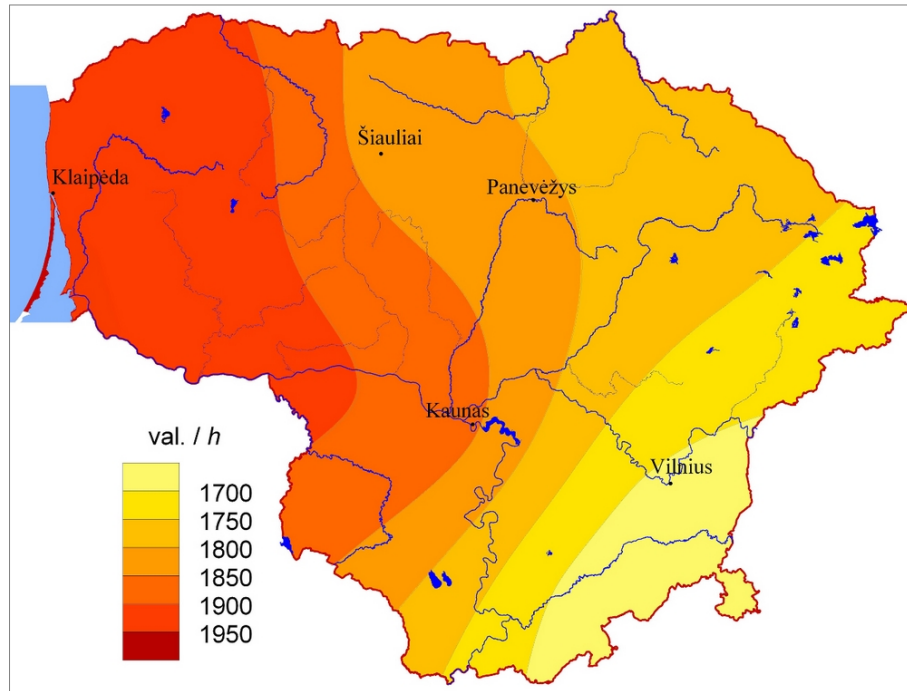 Šiauliai
Klaipėda
Panevėžys
Kaunas
Vilnius
val. / h
1700
1750
1800
1850
1900
1950